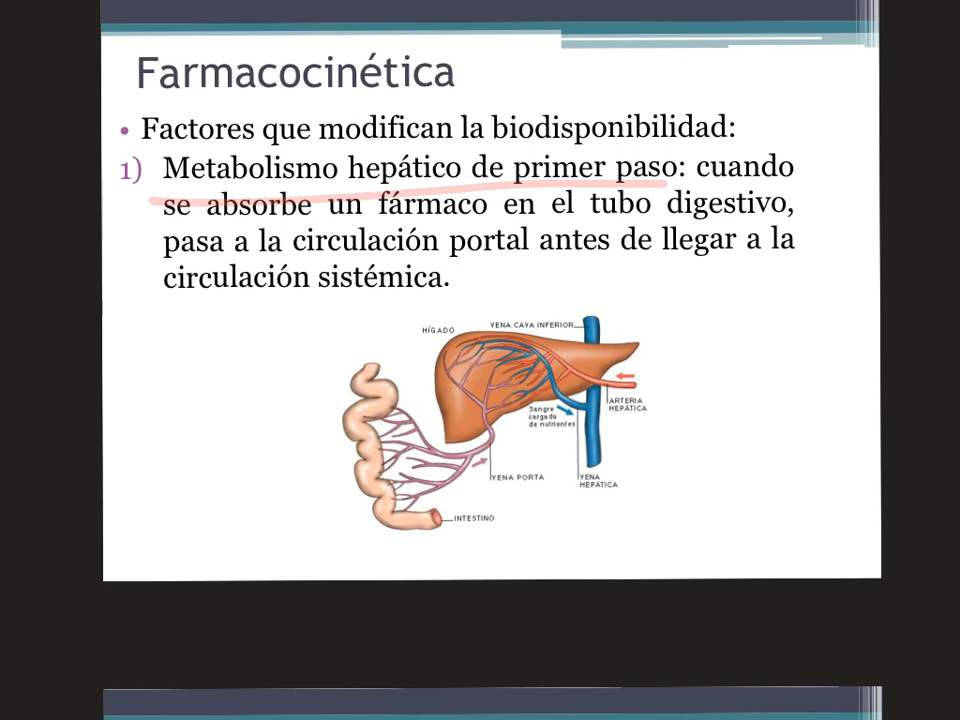 Farmacocinética
• Factores que modifican la biodisponibilidad:
1) Metabolismo hepático de primer paso: cuando
se absorbe un fármaco en el tubo digestivo,
pasa a la circulación portal antes de llegar a la
circulación sistémica.
HÍGADO
VENA CAVA INFERIOR
ARTERIA
HEPÁTICA
Sangre
cargada
de nutrientes
VENA PORTA
VENA
HEPÁTICA
INTESTINO